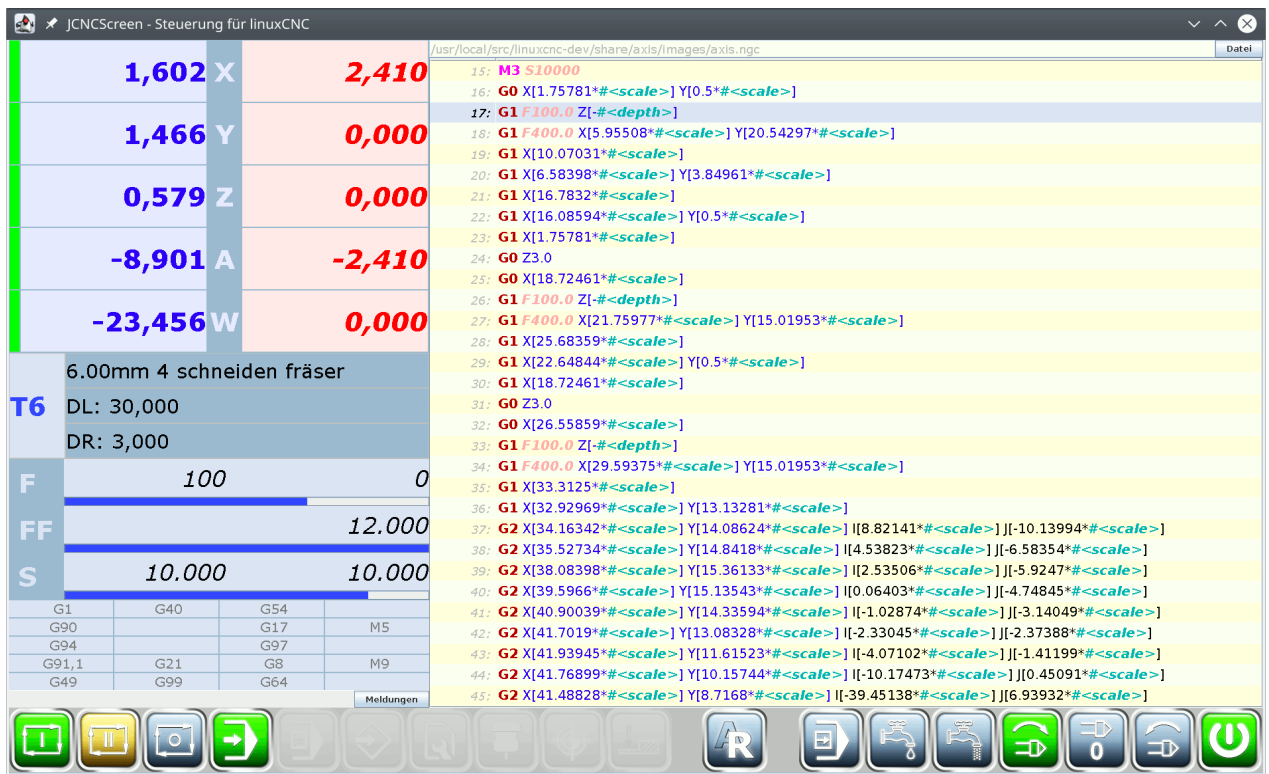 JCNCScreen - Steuerung für linuxCNC
1,602 X 2,410
1,466 Y 0,000
0,579 Z 0,000
-8,901 A -2,410
-23,456 W 0,000
T6
6.00mm 4 schneiden fräser
DL: 30,000
DR: 3,000
F 100 0
FF 12.000
S 10.000 10.000
G1 G40 G54
G90 G17 M5
G94 G97
G91,1 G21 G8 M9
G49 G99 G64
Meldungen
/usr/local/src/linuxcnc-dev/share/axis/images/axis.ngc
Datei
15: M3 S10000
16: G0 X[1.75781*#<scale>] Y[0.5*#<scale>]
17: G1 F100.0 Z[-#<depth>]
18: G1 F400.0 X[5.95508*#<scale>] Y[20.54297*#<scale>]
19: G1 X[10.07031*#<scale>]
20: G1 X[6.58398*#<scale>] Y[3.84961*#<scale>]
21: G1 X[16.7832*#<scale>]
22: G1 X[16.08594*#<scale>] Y[0.5*#<scale>]
23: G1 X[1.75781*#<scale>]
24: G0 Z3.0
25: G0 X[18.72461*#<scale>]
26: G1 F100.0 Z[-#<depth>]
27: G1 F400.0 X[21.75977*#<scale>] Y[15.01953*#<scale>]
28: G1 X[25.68359*#<scale>]
29: G1 X[22.64844*#<scale>] Y[0.5*#<scale>]
30: G1 X[18.72461*#<scale>]
31: G0 Z3.0
32: G0 X[26.55859*#<scale>]
33: G1 F100.0 Z[-#<depth>]
34: G1 F400.0 X[29.59375*#<scale>] Y[15.01953*#<scale>]
35: G1 X[33.3125*#<scale>]
36: G1 X[32.92969*#<scale>] Y[13.13281*#<scale>]
37: G2 X[34.16342*#<scale>] Y[14.08624*#<scale>] I[8.82141*#<scale>] J[-10.13994*#<scale>]
38: G2 X[35.52734*#<scale>] Y[14.8418*#<scale>] I[4.53823*#<scale>] J[-6.58354*#<scale>]
39: G2 X[38.08398*#<scale>] Y[15.36133*#<scale>] I[2.53506*#<scale>] J[-5.9247*#<scale>]
40: G2 X[39.5966*#<scale>] Y[15.13543*#<scale>] I[0.06403*#<scale>] J[-4.74845*#<scale>]
41: G2 X[40.90039*#<scale>] Y[14.33594*#<scale>] I[-1.02874*#<scale>] J[-3.14049*#<scale>]
42: G2 X[41.7019*#<scale>] Y[13.08328*#<scale>] I[-2.33045*#<scale>] J[-2.37388*#<scale>]
43: G2 X[41.93945*#<scale>] Y[11.61523*#<scale>] I[-4.07102*#<scale>] J[-1.41199*#<scale>]
44: G2 X[41.76899*#<scale>] Y[10.15744*#<scale>] I[-10.17473*#<scale>] J[0.45091*#<scale>]
45: G2 X[41.48828*#<scale>] Y[8.7168*#<scale>] I[-39.45138*#<scale>] J[6.93932*#<scale>]
I II O AR 0